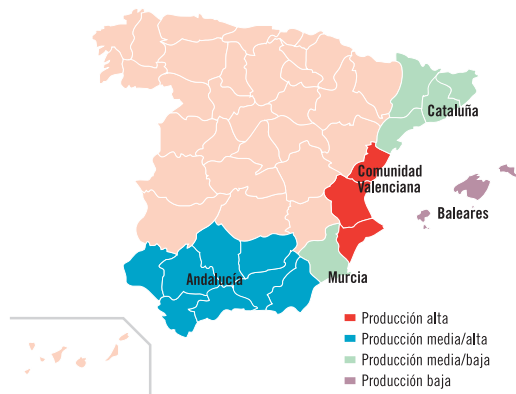 Cataluña
Comunidad
Valenciana
Baleares
Andalucía
Murcia
Producción alta
Producción media/alta
Producción media/baja
Producción baja